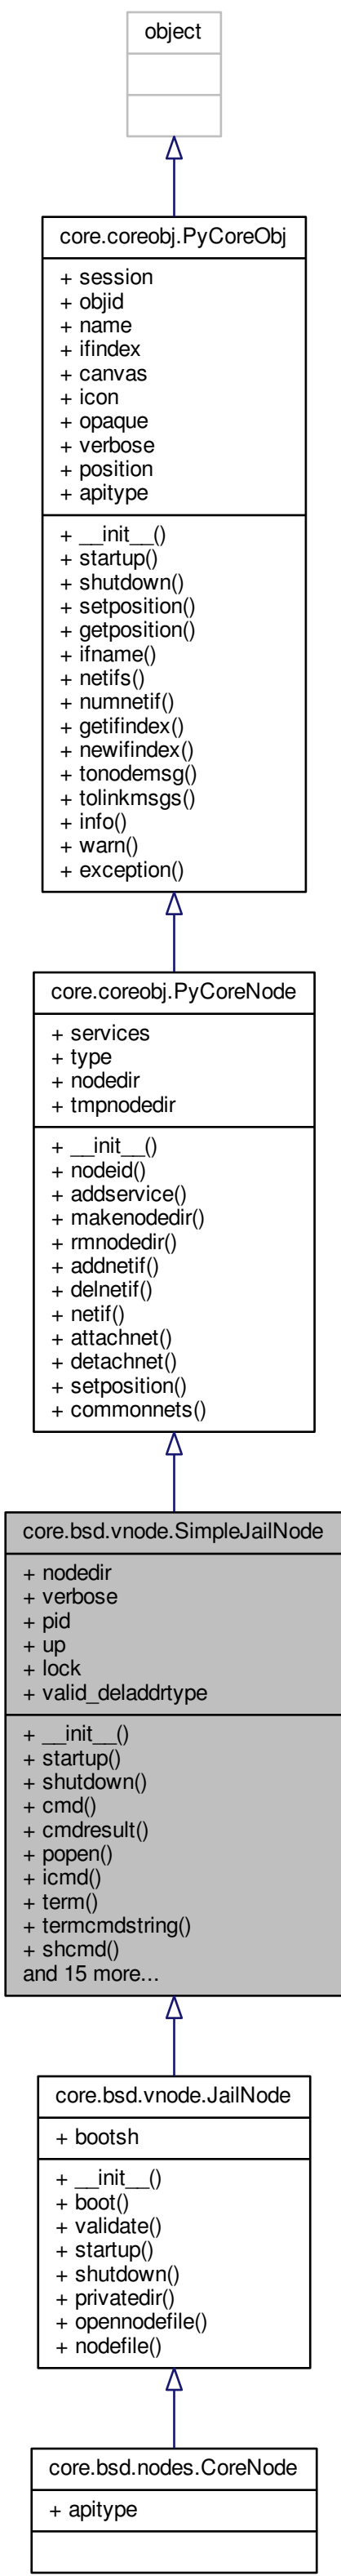 object
core.coreobj.PyCoreObj
+ session
+ objid
+ name
+ ifindex
+ canvas
+ icon
+ opaque
+ verbose
+ position
+ apitype
+ __init__()
+ startup()
+ shutdown()
+ setposition()
+ getposition()
+ ifname()
+ netifs()
+ numnetif()
+ getifindex()
+ newifindex()
+ tonodemsg()
+ tolinkmsgs()
+ info()
+ warn()
+ exception()
core.coreobj.PyCoreNode
+ services
+ type
+ nodedir
+ tmpnodedir
+ __init__()
+ nodeid()
+ addservice()
+ makenodedir()
+ rmnodedir()
+ addnetif()
+ delnetif()
+ netif()
+ attachnet()
+ detachnet()
+ setposition()
+ commonnets()
core.bsd.vnode.SimpleJailNode
+ nodedir
+ verbose
+ pid
+ up
+ lock
+ valid_deladdrtype
+ __init__()
+ startup()
+ shutdown()
+ cmd()
+ cmdresult()
+ popen()
+ icmd()
+ term()
+ termcmdstring()
+ shcmd()
and 15 more...
core.bsd.vnode.JailNode
+ bootsh
+ __init__()
+ boot()
+ validate()
+ startup()
+ shutdown()
+ privatedir()
+ opennodefile()
+ nodefile()
core.bsd.nodes.CoreNode
+ apitype